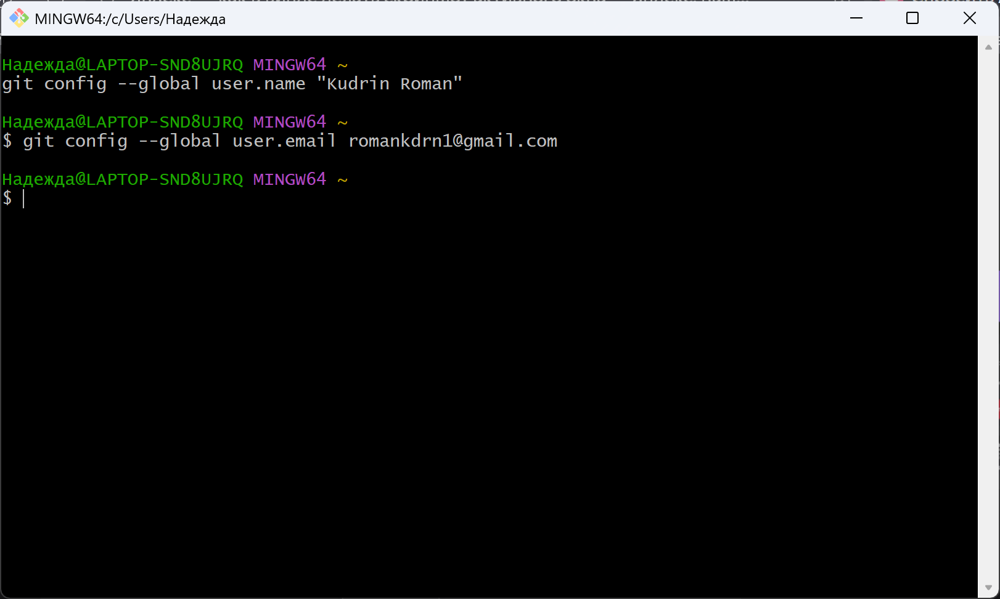 MINGW64:/c/Users/Надежда
Надежда@LAPTOP-SND8UJRQ MINGW64 ~
git config --global user.name "Kudrin Roman"
Надежда@LAPTOP-SND8UJRQ MINGW64 ~
$ git config --global user.email romankdrn1@gmail.com
Надежда@LAPTOP-SND8UJRQ MINGW64 ~
$